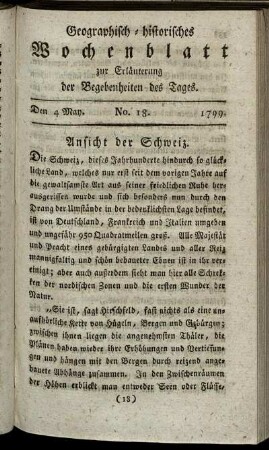 Geographisch-historisches
Wochenblatt
zur Erläuterung
der Begebenheiten des Tages.
Den 4 May. No. 18. 1799.
Ansicht der Schweiz.
Die Schweiz, dieses Jahrhunderte hindurch so glück-
liche Land, welches nur erst seit dem vorigen Jahre auf
die gewaltsamste Art aus seiner friedlichen Ruhe her-
ausgerissen wurde und sich besonders nun durch den
Drang der Umstände in der bedenklichsten Lage befindet,
ist von Deutschland, Frankreich und Italien umgeben
und ungefähr 950 Quadratmeilen groß. Alle Majestät
und Pracht eines gebürgigten Landes und aller Reiz
mannigfaltig und schön bebaueter Ebnen ist in ihr ver-
einigt; aber auch außerdem sieht man hier alle Schrek-
ken der nordischen Zonen und die ersten Wunder der
Natur.
„Sie ist, sagt Hirschfeld, fast nichts als eine un-
aufhörliche Kette von Hügeln, Bergen und Gebürgen;
zwischen ihnen liegen die angenehmsten Thäler, die
Plänen haben wieder ihre Erhöhungen und Vertiefun-
gen und hängen mit den Bergen durch reizend ange-
bauete Abhänge zusammen. In den Zwischenräumen
der Höhen erblickt man entweder Seen oder Flüsse,
(18)